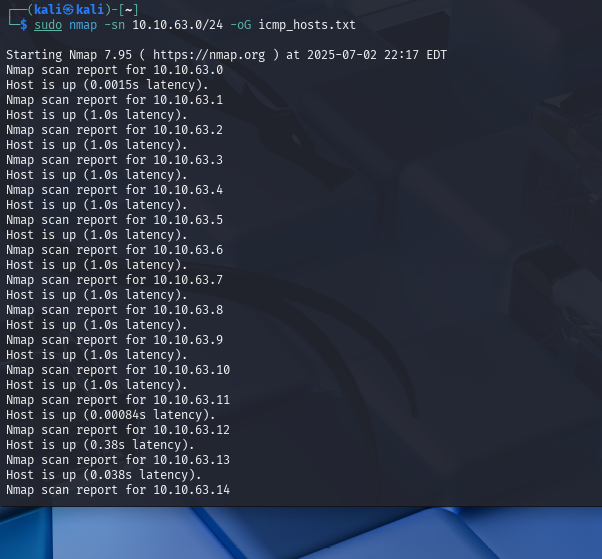 ┌──(kali㉿kali)-[~]
└─$ sudo nmap -sn 10.10.63.0/24 -oG icmp_hosts.txt
Starting Nmap 7.95 ( https://nmap.org ) at 2025-07-02 22:17 EDT
Nmap scan report for 10.10.63.0
Host is up (0.0015s latency).
Nmap scan report for 10.10.63.1
Host is up (1.0s latency).
Nmap scan report for 10.10.63.2
Host is up (1.0s latency).
Nmap scan report for 10.10.63.3
Host is up (1.0s latency).
Nmap scan report for 10.10.63.4
Host is up (1.0s latency).
Nmap scan report for 10.10.63.5
Host is up (1.0s latency).
Nmap scan report for 10.10.63.6
Host is up (1.0s latency).
Nmap scan report for 10.10.63.7
Host is up (1.0s latency).
Nmap scan report for 10.10.63.8
Host is up (1.0s latency).
Nmap scan report for 10.10.63.9
Host is up (1.0s latency).
Nmap scan report for 10.10.63.10
Host is up (1.0s latency).
Nmap scan report for 10.10.63.11
Host is up (0.00084s latency).
Nmap scan report for 10.10.63.12
Host is up (0.38s latency).
Nmap scan report for 10.10.63.13
Host is up (0.038s latency).
Nmap scan report for 10.10.63.14